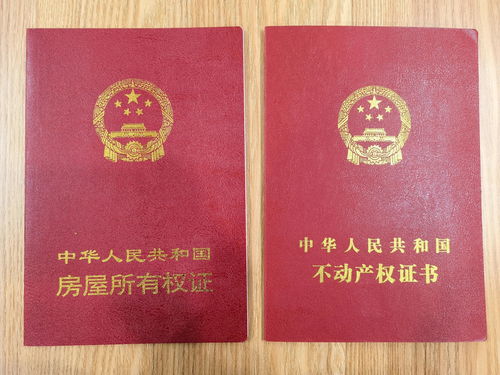 中华人民共和国
房屋所有权证
中华人民共和国
不动产权证书